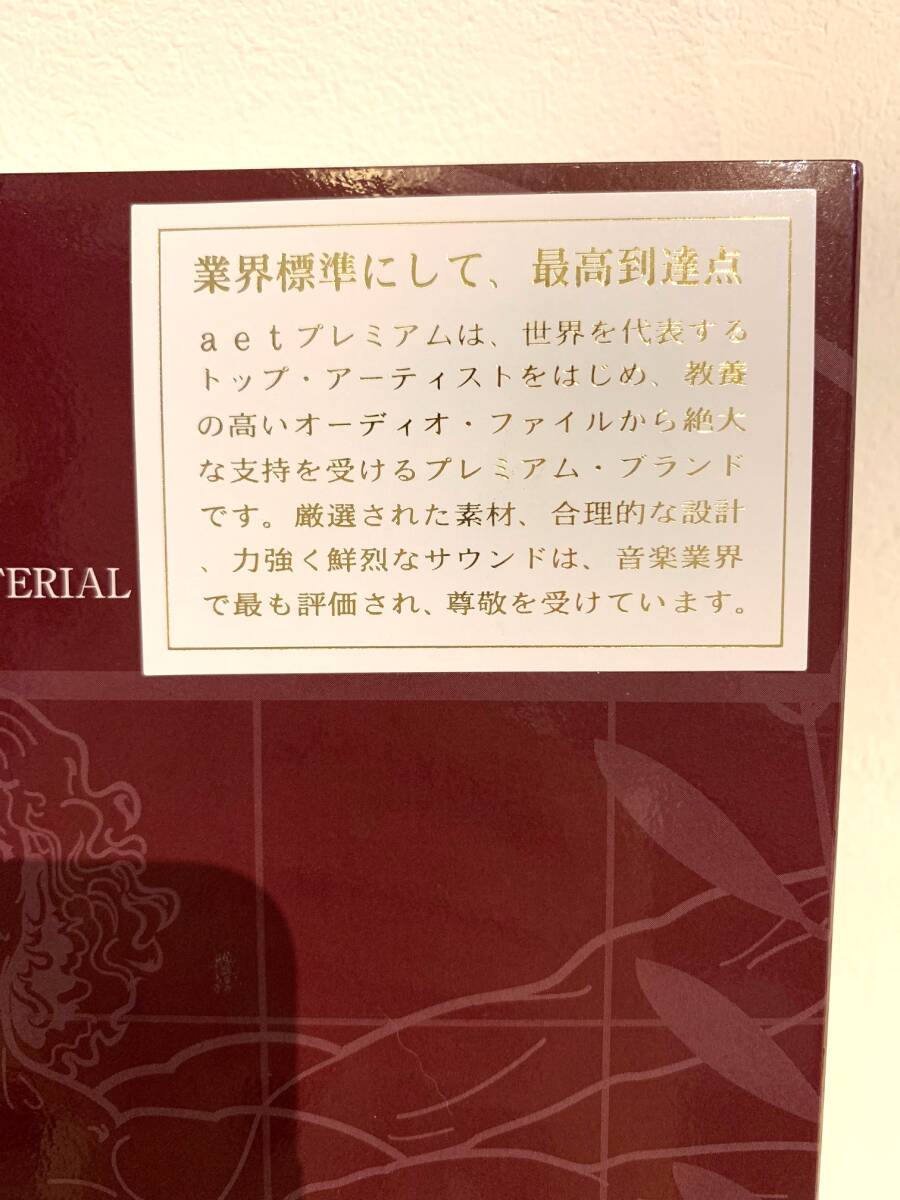 業界標準にして、最高到達点
aetプレミアムは、世界を代表する
トップ・アーティストをはじめ、教養
の高いオーディオ・ファイルから絶大
な支持を受けるプレミアム・ブランド
です。厳選された素材、合理的な設計
、力強く鮮烈なサウンドは、音楽業界
で最も評価され、尊敬を受けています。
TERIAL